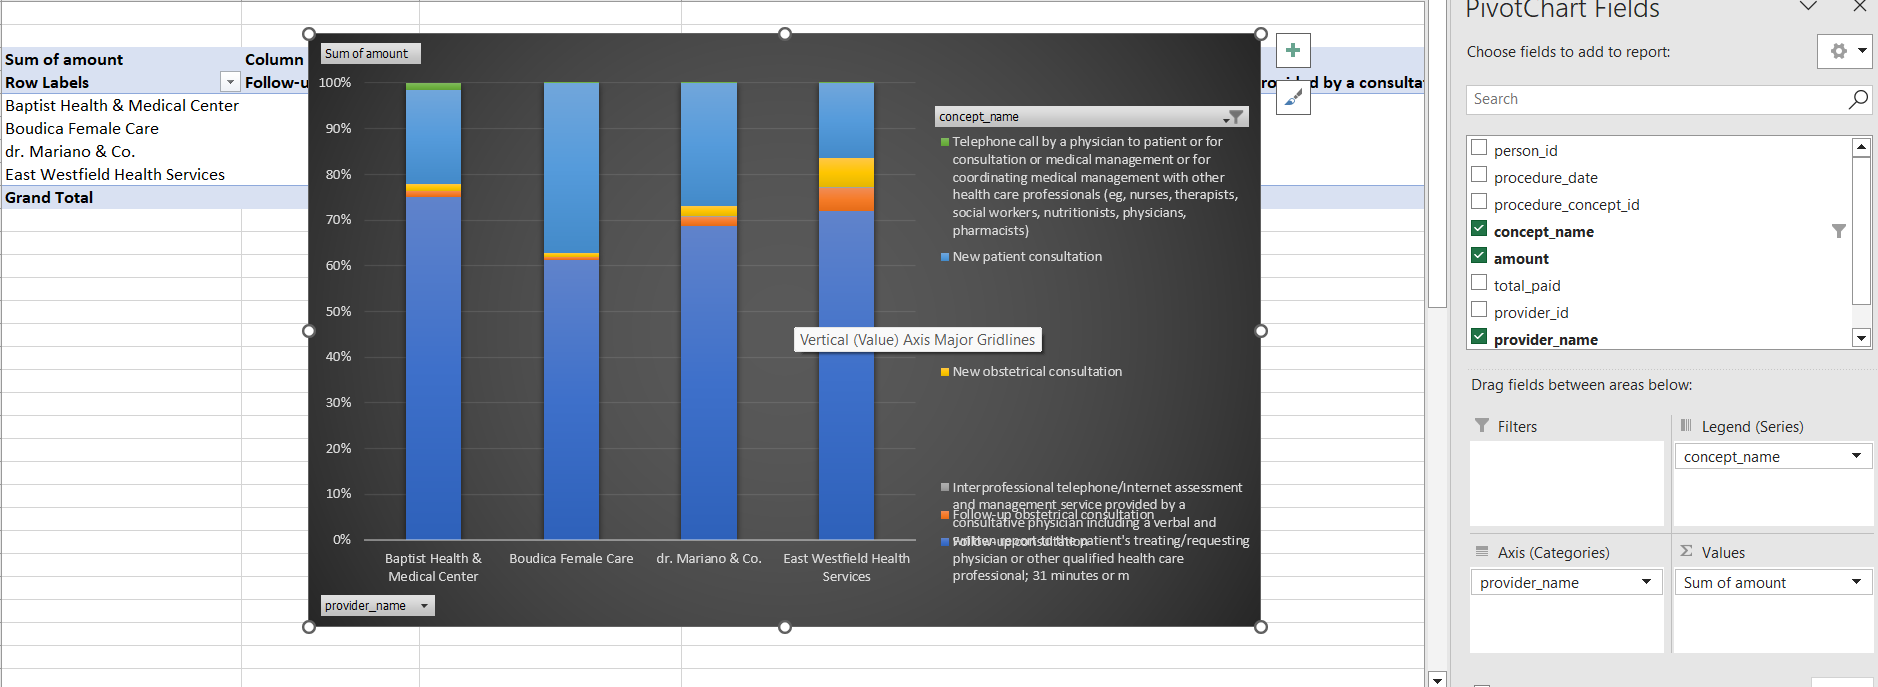 PivotChart Fields
Choose fields to add to report:
Search
person_id
procedure_date
procedure_concept_id
concept_name
amount
total_paid
provider_id
provider_name
Drag fields between areas below:
Filters
Legend (Series)
concept_name
Axis (Categories)
Values
provider_name
Sum of amount
Sum of amount
Column
Row Labels
Follow-u
Baptist Health & Medical Center
Boudica Female Care
dr. Mariano & Co.
East Westfield Health Services
Grand Total
d by a consulta
Sum of amount
100%
90%
80%
70%
60%
50%
40%
30%
20%
10%
0%
Baptist Health &
Medical Center
Boudica Female Care
dr. Mariano & Co.
East Westfield Health
Services
provider_name
concept_name
Telephone call by a physician to patient or for
consultation or medical management or for
coordinating medical management with other
health care professionals (eg, nurses, therapists,
social workers, nutritionists, physicians,
pharmacists)
New patient consultation
Vertical (Value) Axis Major Gridlines
New obstetrical consultation
Interprofessional telephone/Internet assessment
and management service provided by a
Follow-up obstetrical consultation
consultative physician including a verbal and
report to the patient's treating/requesting
physician or other qualified health care
professional; 31 minutes or m